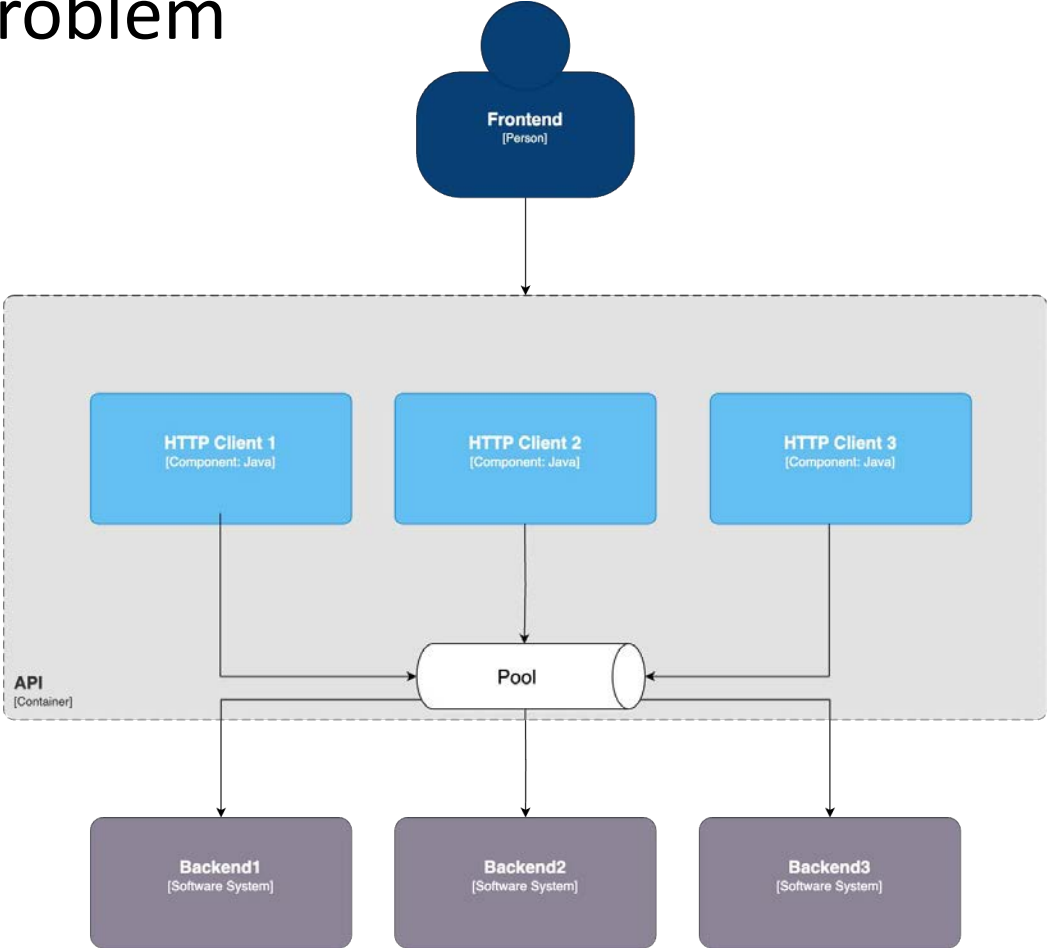 roblem
Frontend
[Person]
HTTP Client 1
[Component: Java]
HTTP Client 2
[Component: Java]
HTTP Client 3
[Component: Java]
Pool
API
[Container]
Backend1
[Software System]
Backend2
[Software System]
Backend3
[Software System]